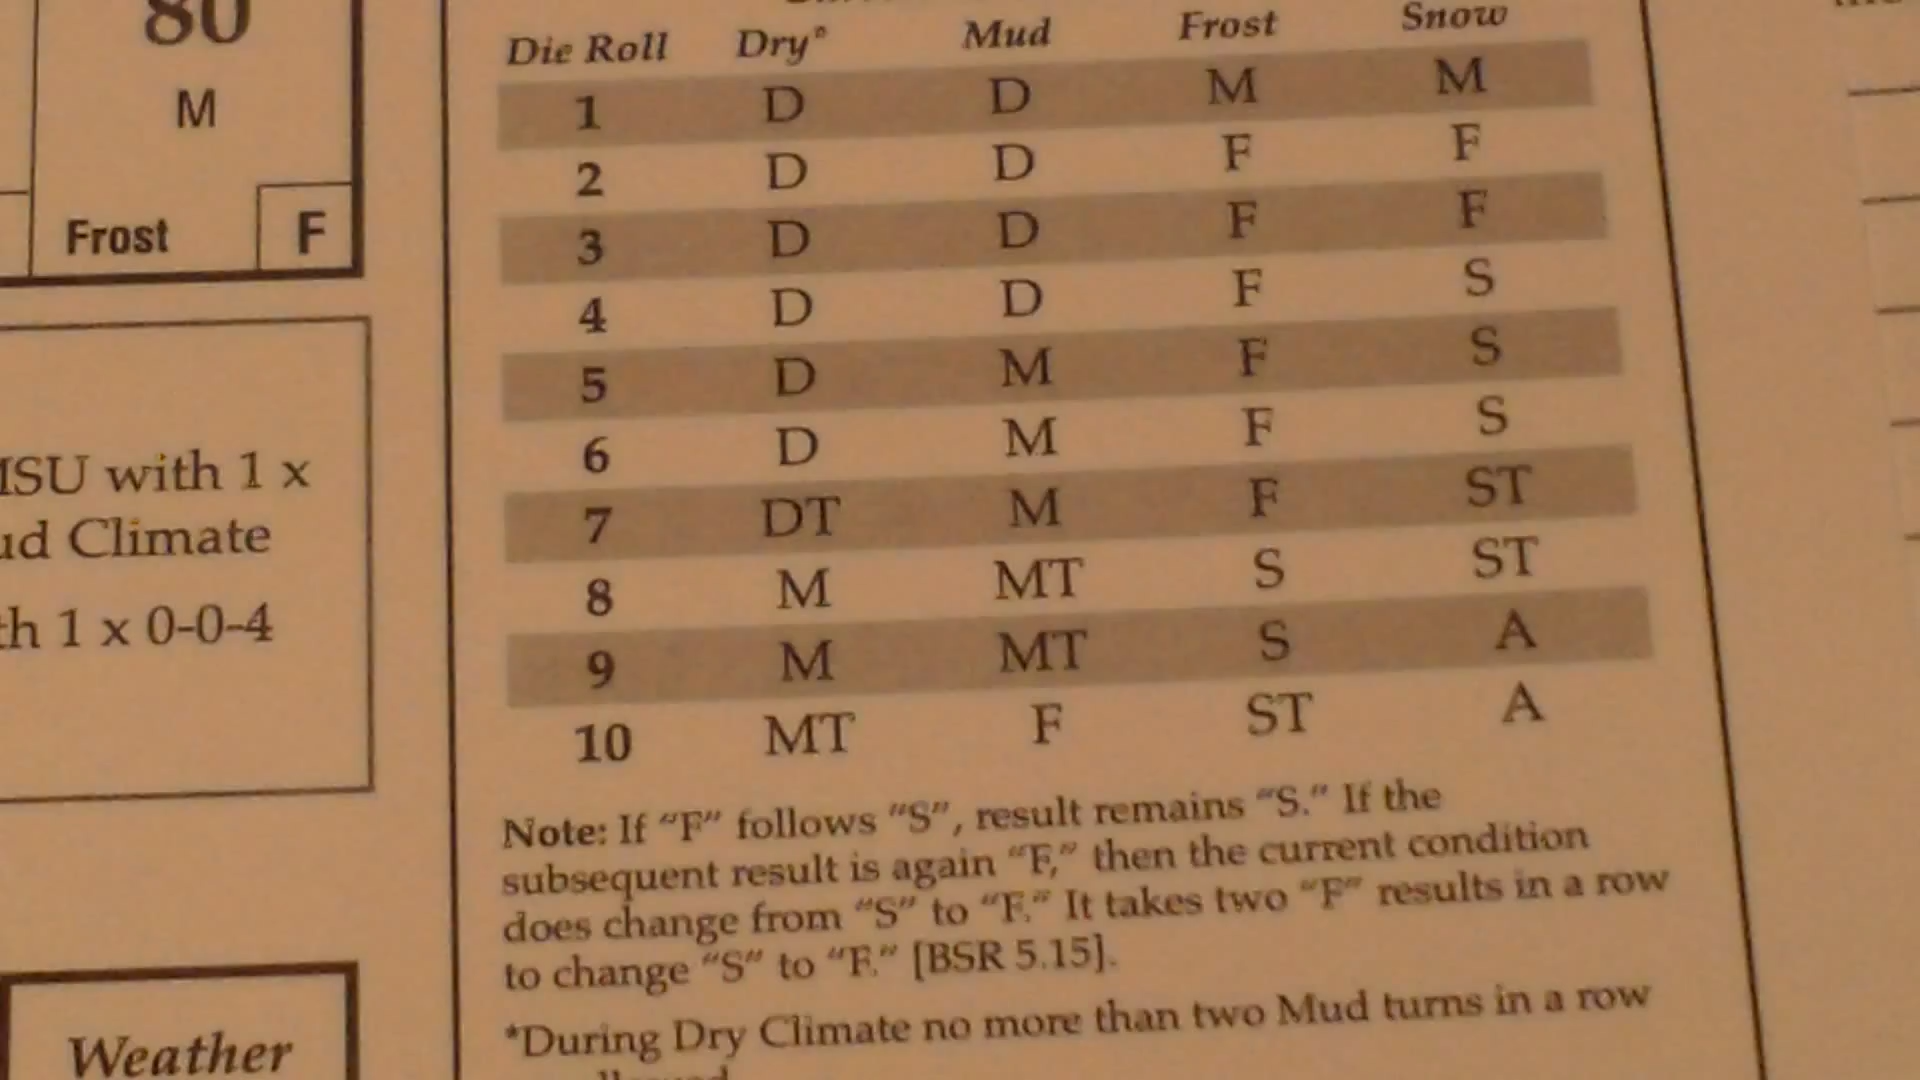 80
M
Frost F
ISU with 1 x
ud Climate
th 1 x 0-0-4
Weather
Die Roll Dry* Mud Frost Snow
1 D D M M
2 D D F F
3 D D F F
4 D D F S
5 D M F S
6 D M F S
7 DT M F ST
8 M MT S ST
9 M MT S A
10 MT F ST A
Note: If “F” follows “S”, result remains “S.” If the
subsequent result is again “F,” then the current condition
does change from “S” to “F.” It takes two “F” results in a row
to change “S” to “F.” [BSR 5.15].
*During Dry Climate no more than two Mud turns in a row